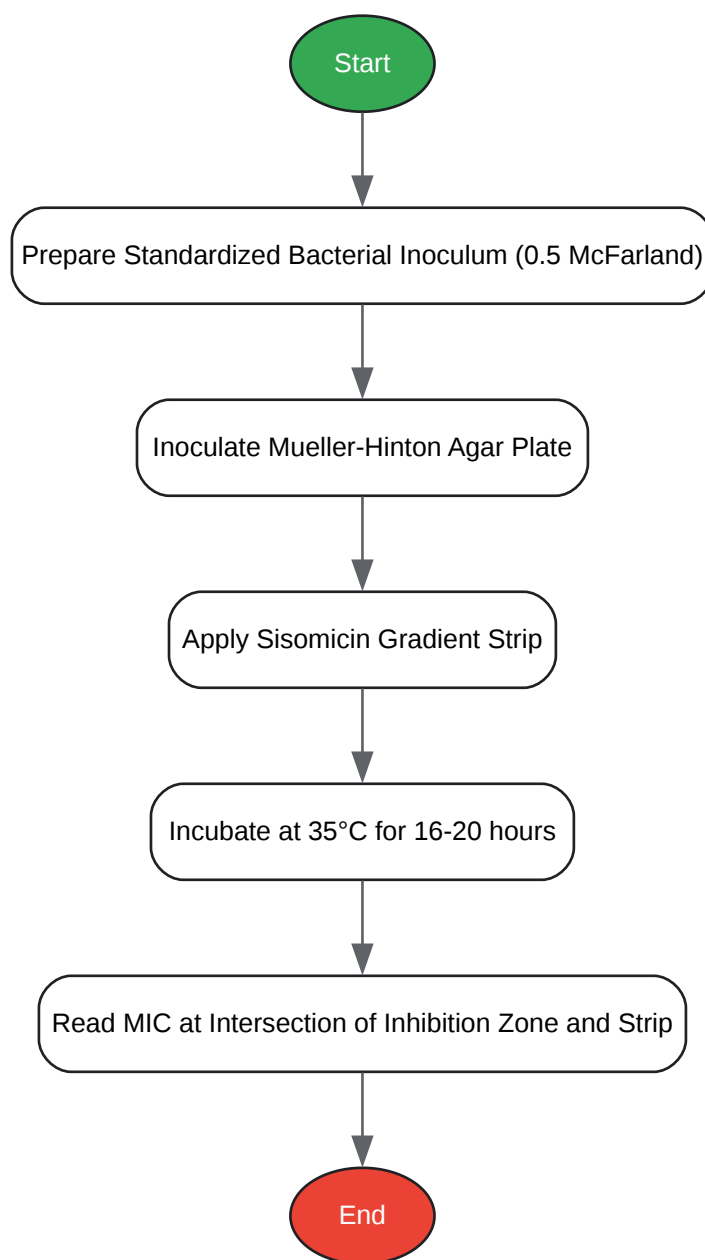 Start
Prepare Standardized Bacterial Inoculum (0.5 McFarland)
Inoculate Mueller-Hinton Agar Plate
Apply Sisomicin Gradient Strip
Incubate at 35°C for 16-20 hours
Read MIC at Intersection of Inhibition Zone and Strip
End